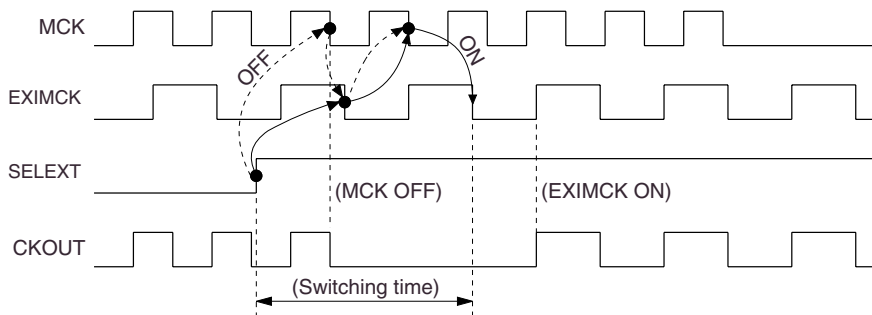 MCK
OFF
ON
EXIMCK
SELEXT
(MCK OFF)
(EXIMCK ON)
CKOUT
(Switching time)